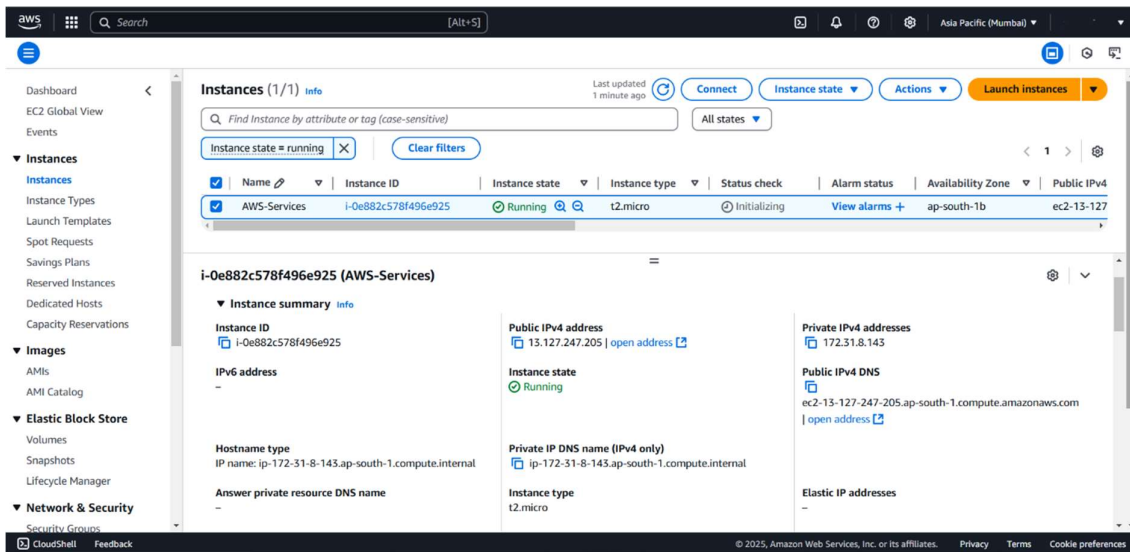 aws Search [Alt+S] Asia Pacific (Mumbai)
Dashboard
EC2 Global View
Events
Instances
Instances
Instance Types
Launch Templates
Spot Requests
Savings Plans
Reserved Instances
Dedicated Hosts
Capacity Reservations
Images
AMIs
AMI Catalog
Elastic Block Store
Volumes
Snapshots
Lifecycle Manager
Network & Security
Security Groups
Instances (1/1) Info
Last updated
1 minute ago
Connect Instance state Actions Launch instances
Find Instance by attribute or tag (case-sensitive) All states
Instance state = running Clear filters
1
Name Instance ID Instance state Instance type Status check Alarm status Availability Zone Public IPv4
AWS-Services i-0e882c578f496e925 Running t2.micro Initializing View alarms + ap-south-1b ec2-13-127
i-0e882c578f496e925 (AWS-Services)
Instance summary Info
Instance ID
i-0e882c578f496e925
Public IPv4 address
13.127.247.205 | open address
Private IPv4 addresses
172.31.8.143
IPv6 address
–
Instance state
Running
Public IPv4 DNS
ec2-13-127-247-205.ap-south-1.compute.amazonaws.com
| open address
Hostname type
IP name: ip-172-31-8-143.ap-south-1.compute.internal
Private IP DNS name (IPv4 only)
ip-172-31-8-143.ap-south-1.compute.internal
Answer private resource DNS name
–
Instance type
t2.micro
Elastic IP addresses
–
CloudShell Feedback © 2025, Amazon Web Services, Inc. or its affiliates. Privacy Terms Cookie preferences